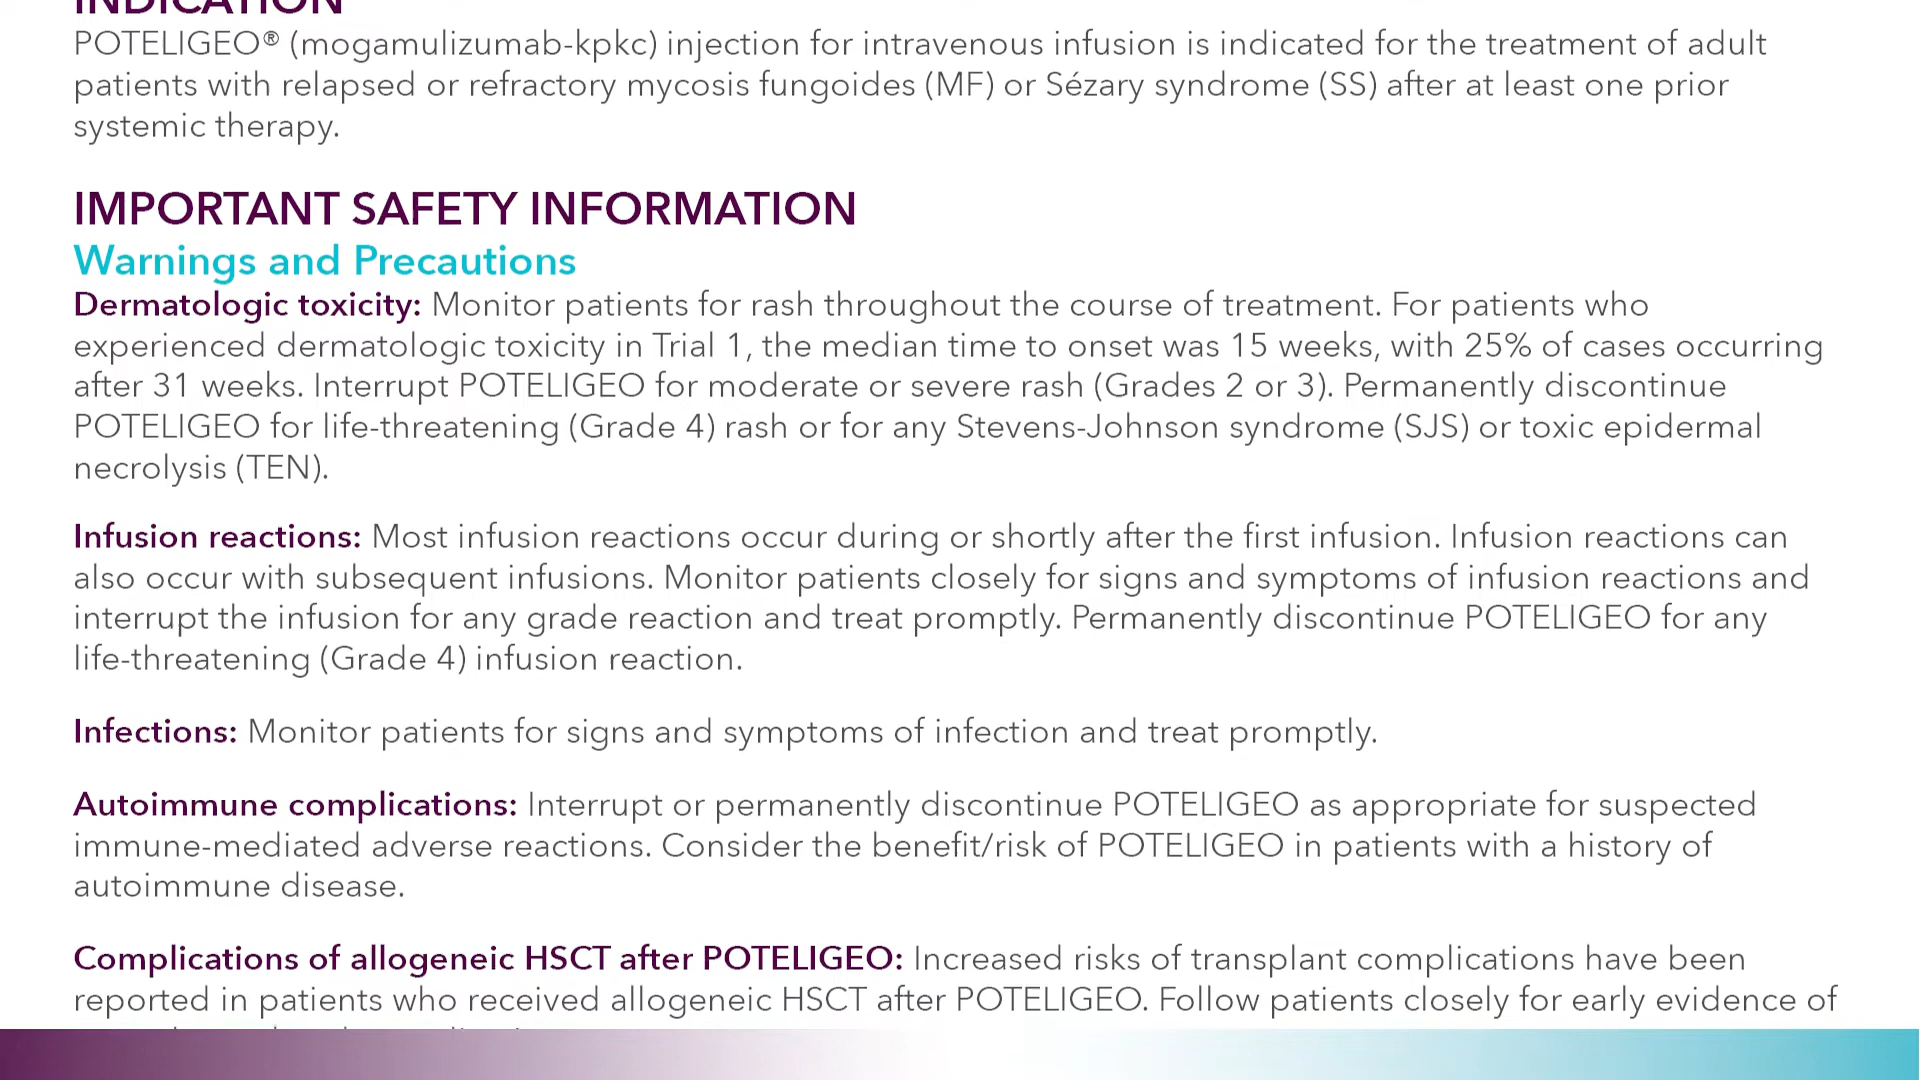 INDICATION
POTELIGEO® (mogamulizumab-kpkc) injection for intravenous infusion is indicated for the treatment of adult
patients with relapsed or refractory mycosis fungoides (MF) or Sézary syndrome (SS) after at least one prior
systemic therapy.
IMPORTANT SAFETY INFORMATION
Warnings and Precautions
Dermatologic toxicity: Monitor patients for rash throughout the course of treatment. For patients who
experienced dermatologic toxicity in Trial 1, the median time to onset was 15 weeks, with 25% of cases occurring
after 31 weeks. Interrupt POTELIGEO for moderate or severe rash (Grades 2 or 3). Permanently discontinue
POTELIGEO for life-threatening (Grade 4) rash or for any Stevens-Johnson syndrome (SJS) or toxic epidermal
necrolysis (TEN).
Infusion reactions: Most infusion reactions occur during or shortly after the first infusion. Infusion reactions can
also occur with subsequent infusions. Monitor patients closely for signs and symptoms of infusion reactions and
interrupt the infusion for any grade reaction and treat promptly. Permanently discontinue POTELIGEO for any
life-threatening (Grade 4) infusion reaction.
Infections: Monitor patients for signs and symptoms of infection and treat promptly.
Autoimmune complications: Interrupt or permanently discontinue POTELIGEO as appropriate for suspected
immune-mediated adverse reactions. Consider the benefit/risk of POTELIGEO in patients with a history of
autoimmune disease.
Complications of allogeneic HSCT after POTELIGEO: Increased risks of transplant complications have been
reported in patients who received allogeneic HSCT after POTELIGEO. Follow patients closely for early evidence of